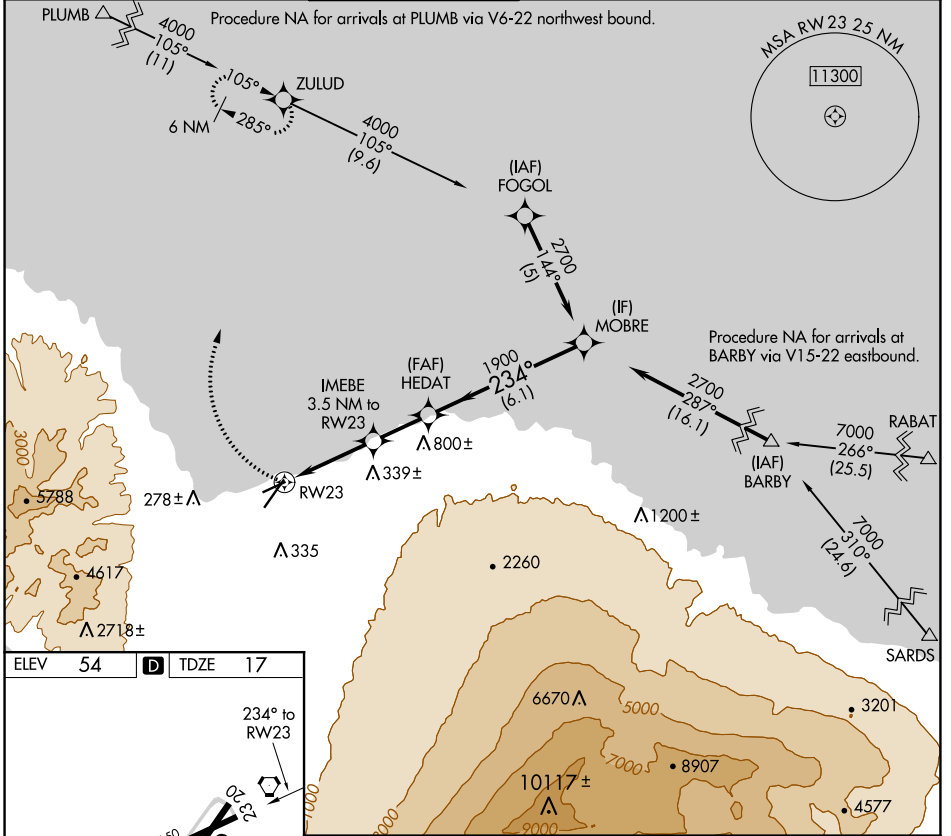 PLUMB
Procedure NA for arrivals at PLUMB via V6-22 northwest bound.
4000
105°
(11)
105°
ZULUD
6 NM
285°
4000
105°
(9.6)
MSA RW 23 25 NM
11300
(IAF)
FOGOL
2700
144°
(5)
(IF)
MOBRE
Procedure NA for arrivals at
BARBY via V15-22 eastbound.
1900
234°
(6.1)
(FAF)
HEDAT
IMEBE
3.5 NM to
RW23
2700
287°
(16.1)
(IAF)
BARBY
7000
266°
(25.5)
RABAT
7000
310°
(24.6)
SARDS
3000
5788
278±
RW23
339±
800±
335
1200±
2260
4617
2718±
ELEV 54
D
TDZE 17
234° to
RW23
23
20
50
6670
5000
3201
7000
8907
10117±
9000
4577
1000
3000